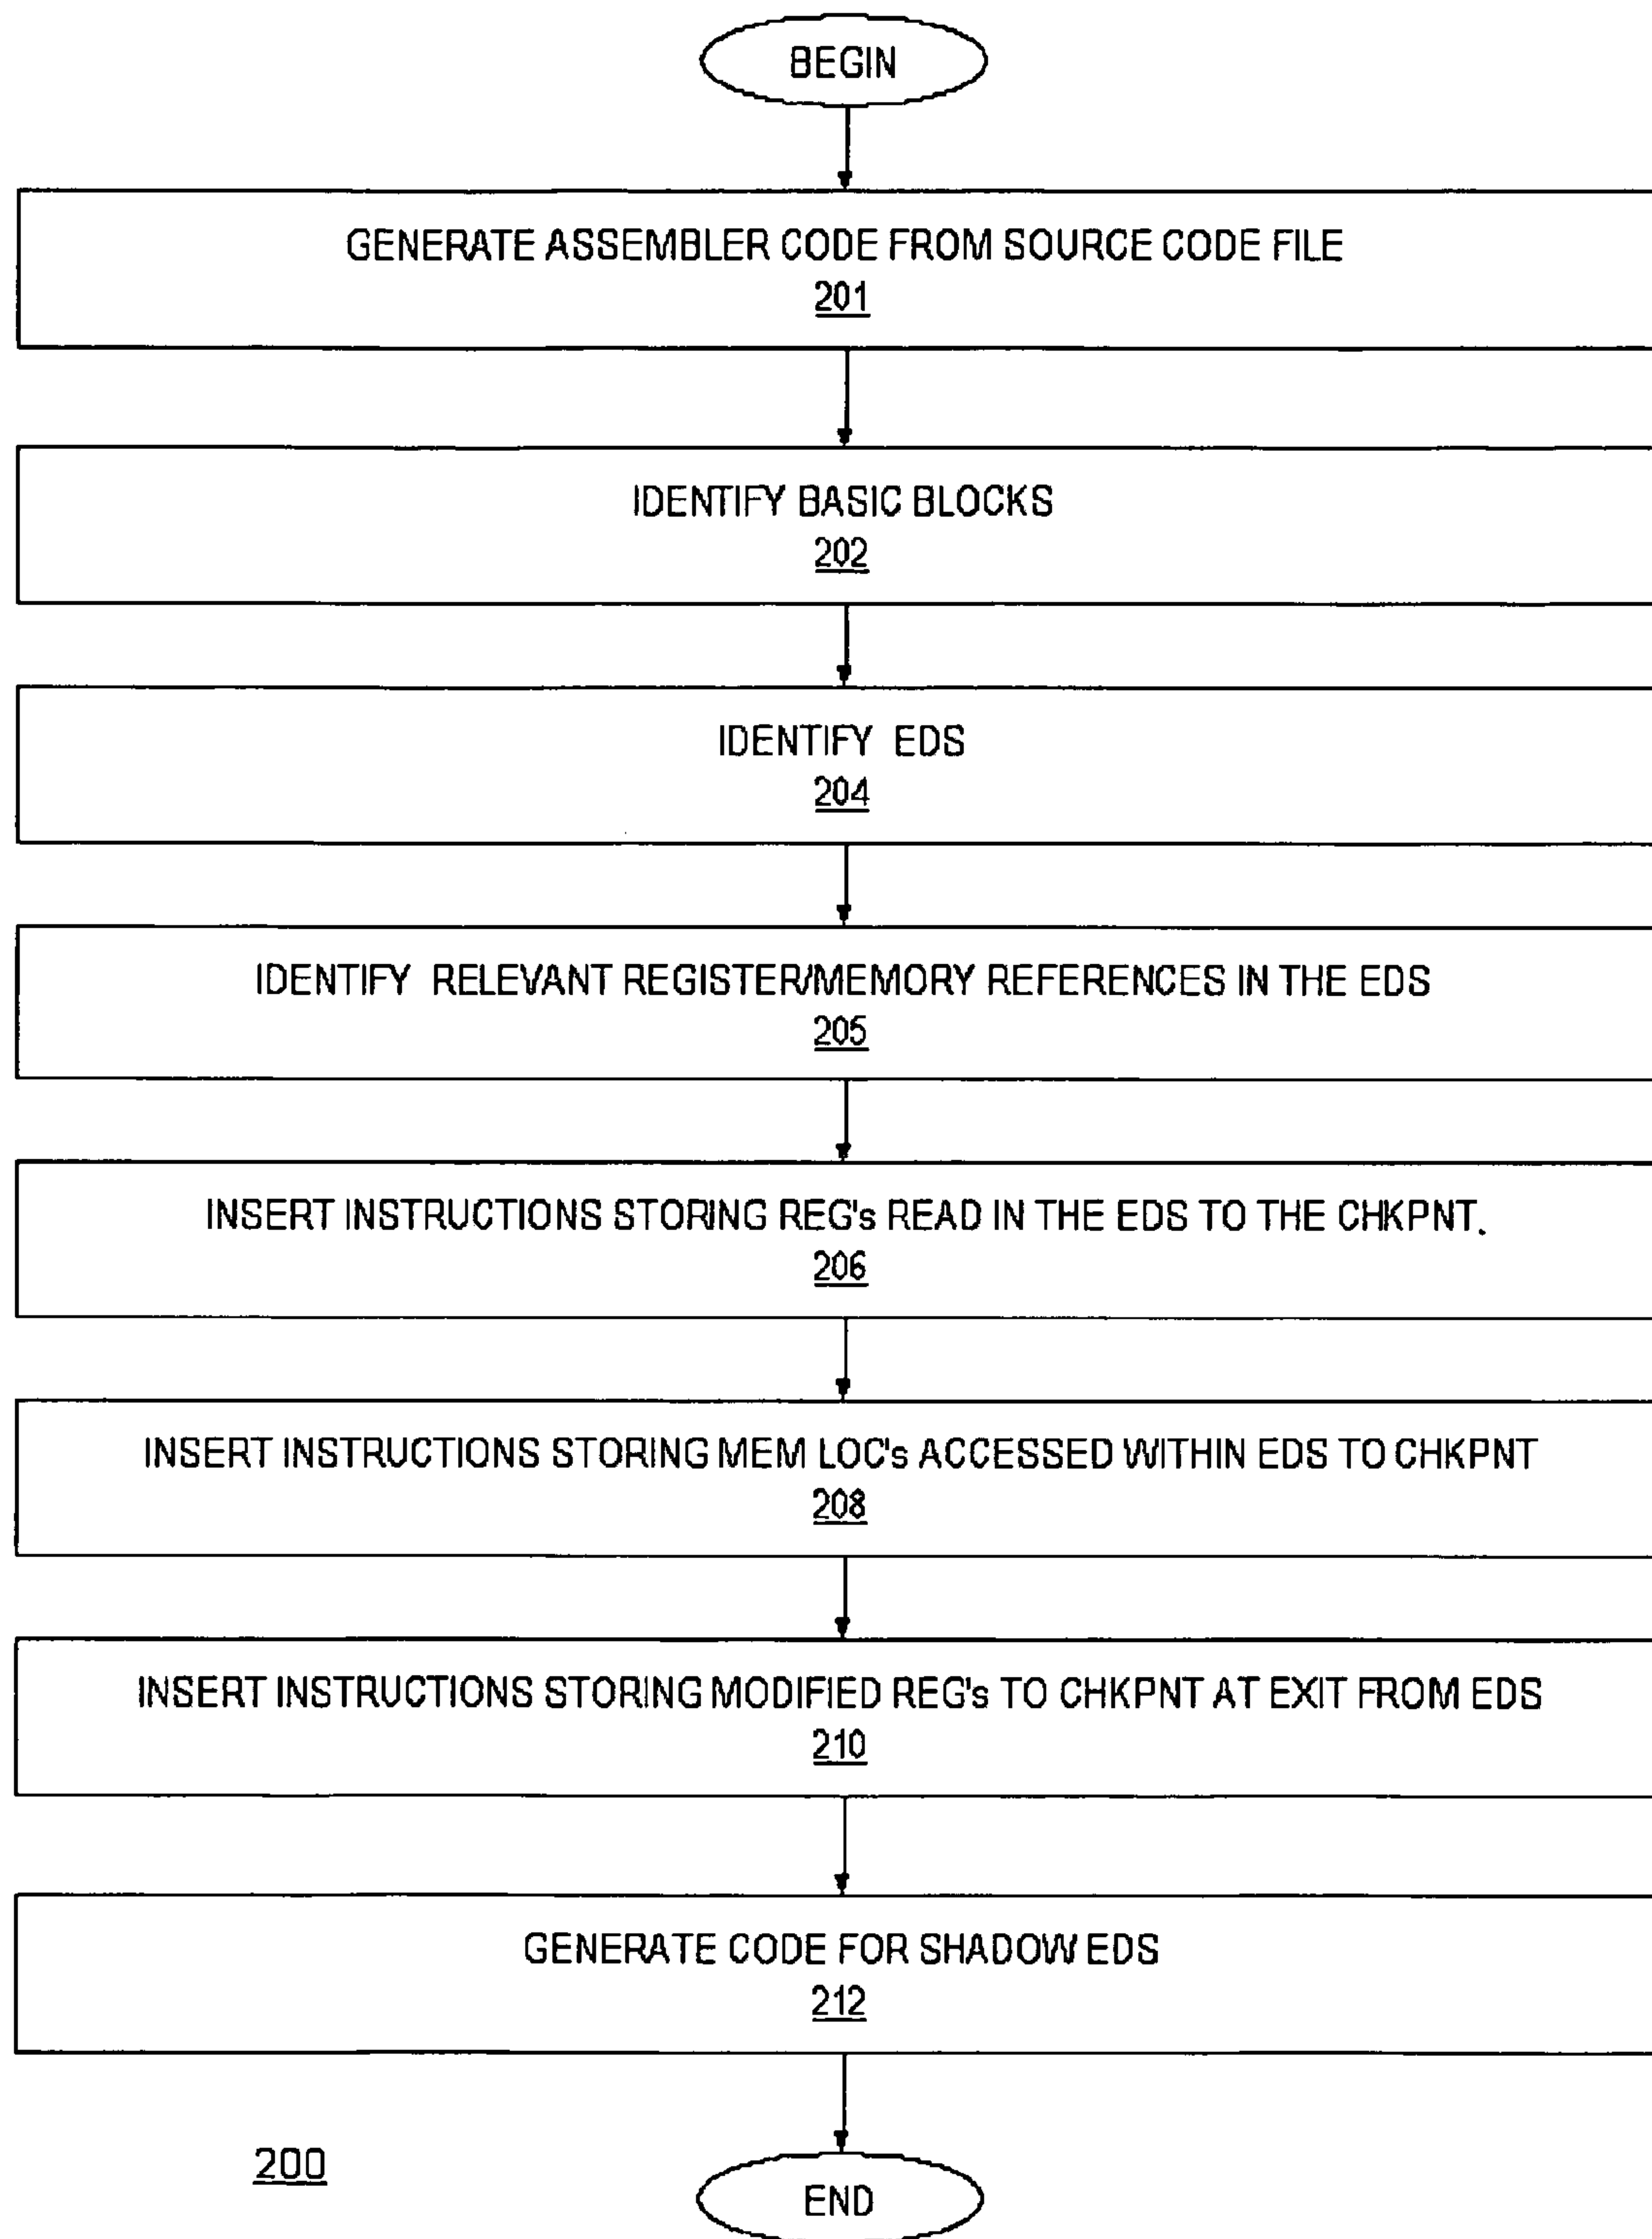 BEGIN
GENERATE ASSEMBLER CODE FROM SOURCE CODE FILE
201
IDENTIFY BASIC BLOCKS
202
IDENTIFY EDS
204
IDENTIFY RELEVANT REGISTER/MEMORY REFERENCES IN THE EDS
205
INSERT INSTRUCTIONS STORING REG's READ IN THE EDS TO THE CHKPNT.
206
INSERT INSTRUCTIONS STORING MEM LOC's ACCESSED WITHIN EDS TO CHKPNT
208
INSERT INSTRUCTIONS STORING MODIFIED REG's TO CHKPNT AT EXIT FROM EDS
210
GENERATE CODE FOR SHADOW EDS
212
200
END